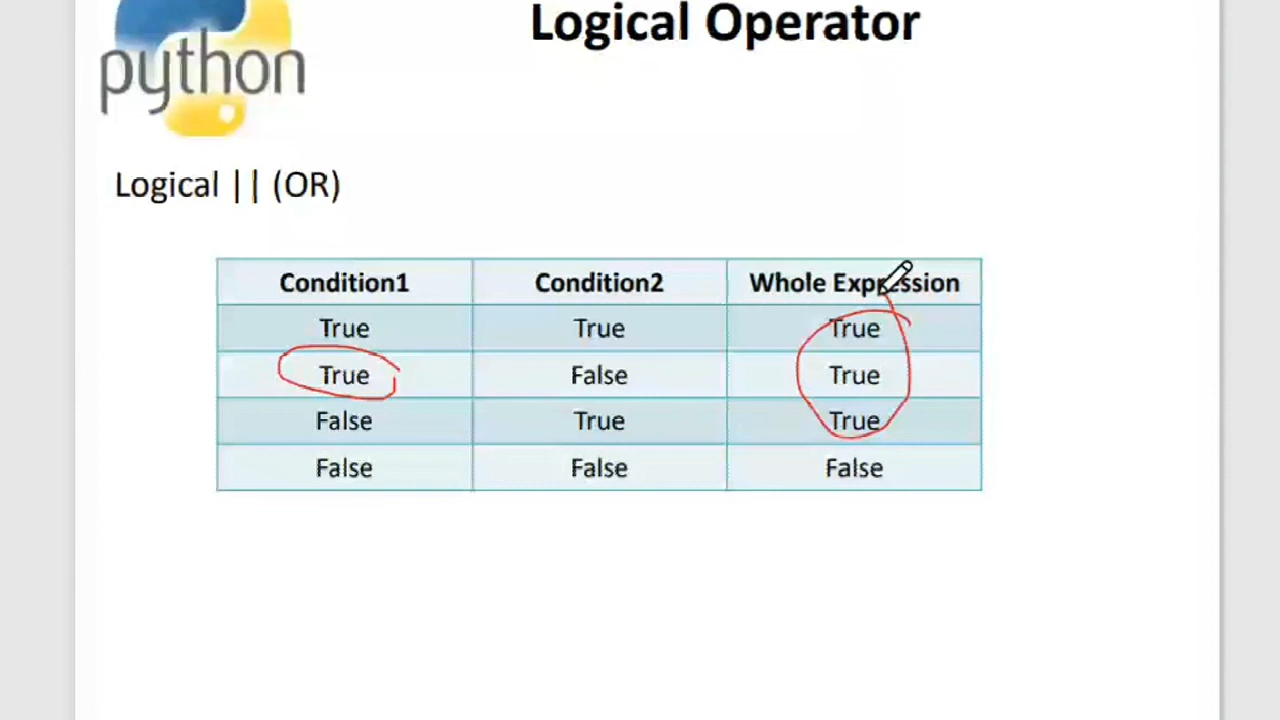 python
Logical Operator
Logical || (OR)
Condition1 Condition2 Whole Expression
True True True
True False True
False True True
False False False